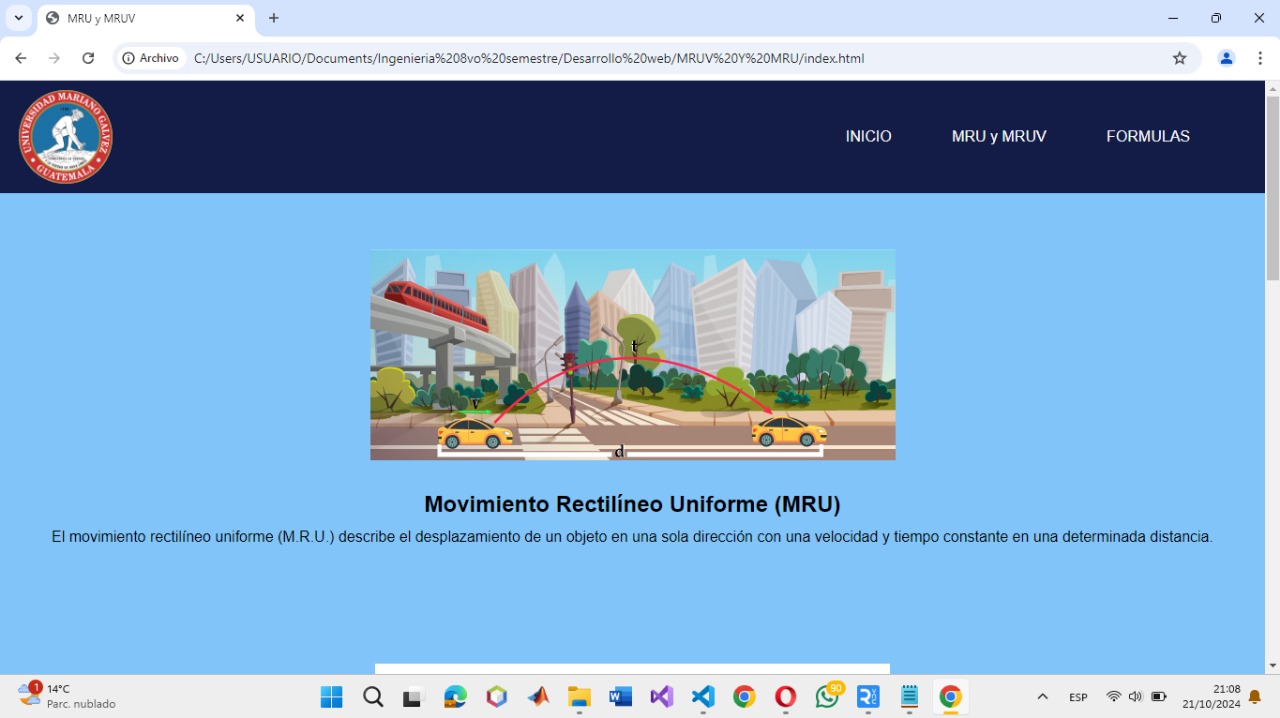 MRU y MRUV
Archivo
C:/Users/USUARIO/Documents/Ingenieria%208vo%20semestre/Desarrollo%20web/MRUV%20Y%20MRU/index.html
UNIVERSIDAD MARIANO GALVEZ
GUATEMALA
INICIO
MRU y MRUV
FORMULAS
t
v
d
Movimiento Rectilíneo Uniforme (MRU)
El movimiento rectilíneo uniforme (M.R.U.) describe el desplazamiento de un objeto en una sola dirección con una velocidad y tiempo constante en una determinada distancia.
1
14°C
Parc. nublado
90
ESP
21:08
21/10/2024